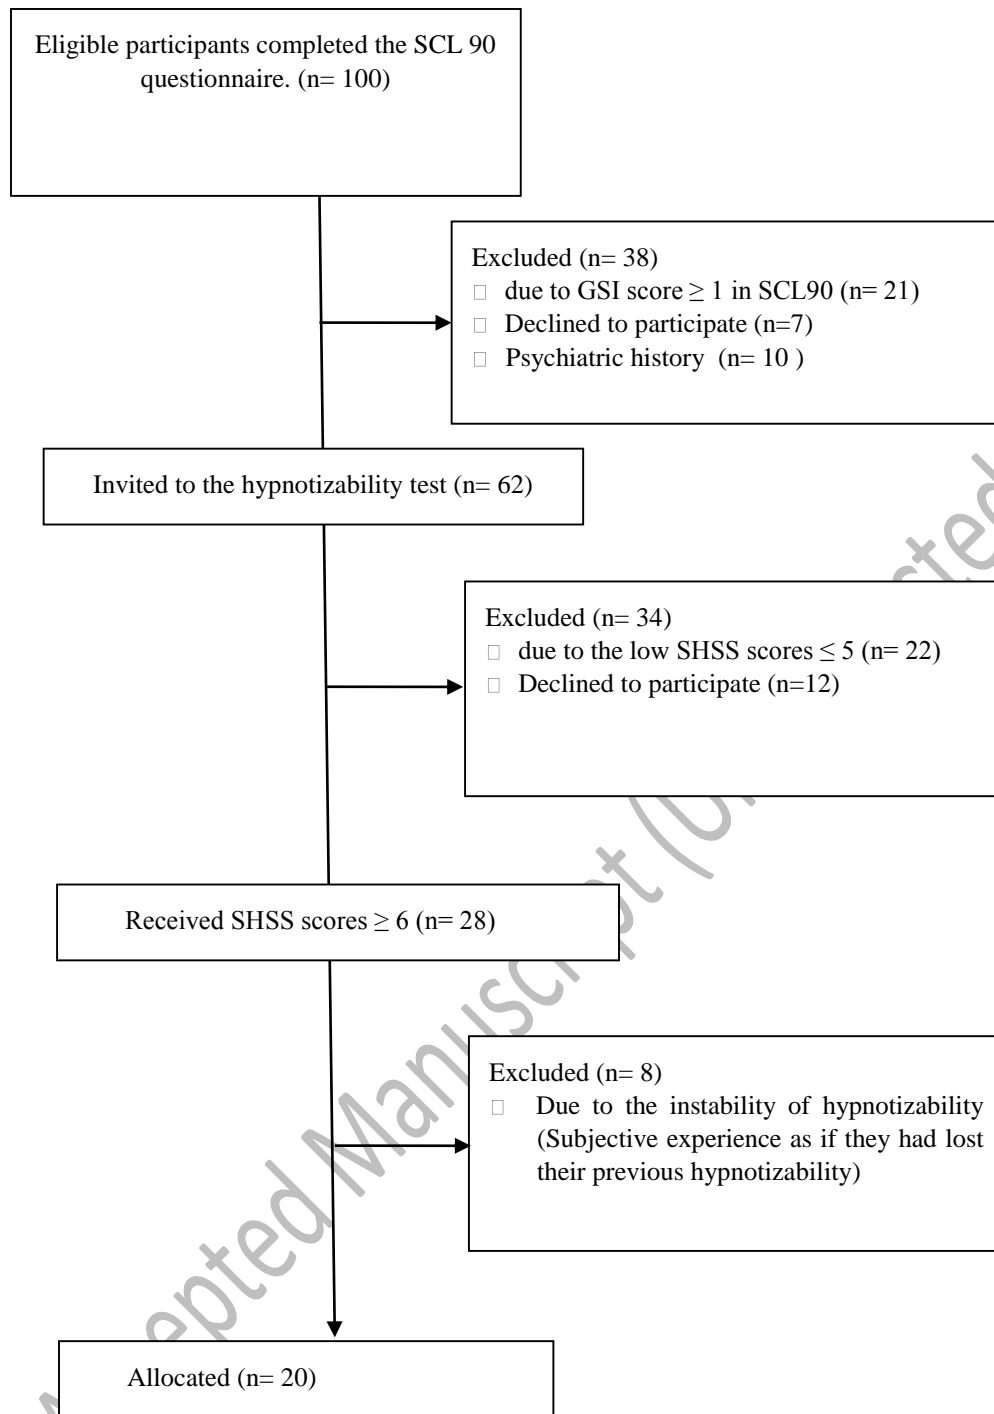 Eligible participants completed the SCL 90
questionnaire. (n= 100)
Excluded (n= 38)
due to GSI score ≥ 1 in SCL90 (n= 21)
Declined to participate (n=7)
Psychiatric history  (n= 10 )
Invited to the hypnotizability test (n= 62)
Excluded (n= 34)
due to the low SHSS scores ≤ 5 (n= 22)
Declined to participate (n=12)
Received SHSS scores ≥ 6 (n= 28)
Excluded (n= 8)
Due to the instability of hypnotizability
(Subjective experience as if they had lost
their previous hypnotizability)
Allocated (n= 20)
Accepted Manuscript